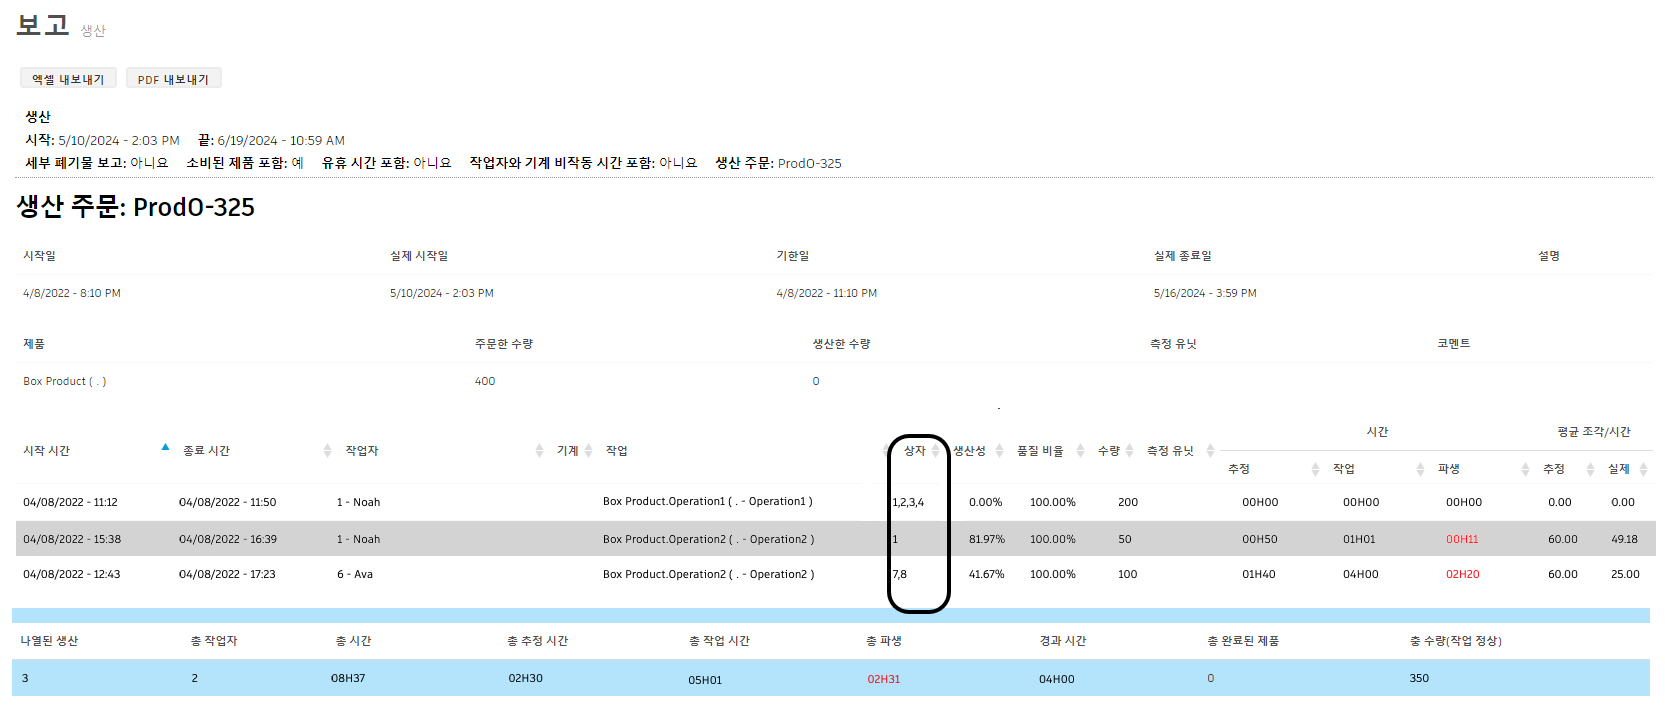 보고 생산
엑셀 내보내기 PDF 내보내기
생산
시작: 5/10/2024 - 2:03 PM 끝: 6/19/2024 - 10:59 AM
세부 폐기물 보고: 아니요 소비된 제품 포함: 예 유휴 시간 포함: 아니요 작업자와 기계 비작동 시간 포함: 아니요 생산 주문: ProdO-325
생산 주문: ProdO-325
시작일 실제 시작일 기한일 실제 종료일 설명
4/8/2022 - 8:10 PM 5/10/2024 - 2:03 PM 4/8/2022 - 11:10 PM 5/16/2024 - 3:59 PM
제품 주문한 수량 생산한 수량 측정 유닛 코멘트
Box Product ( . ) 400 0
시간 평균 조각/시간
시작 시간 종료 시간 작업자 기계 작업 상자 생산성 품질 비율 수량 측정 유닛
추정 작업 파생 추정 실제
04/08/2022 - 11:12 04/08/2022 - 11:50 1 - Noah Box Product.Operation1 ( . - Operation1 ) 1,2,3,4 0.00% 100.00% 200 00H00 00H00 00H00 0.00 0.00
04/08/2022 - 15:38 04/08/2022 - 16:39 1 - Noah Box Product.Operation2 ( . - Operation2 ) 1 81.97% 100.00% 50 00H50 01H01 00H11 60.00 49.18
04/08/2022 - 12:43 04/08/2022 - 17:23 6 - Ava Box Product.Operation2 ( . - Operation2 ) 7,8 41.67% 100.00% 100 01H40 04H00 02H20 60.00 25.00
나열된 생산 총 작업자 총 시간 총 추정 시간 총 작업 시간 총 파생 경과 시간 총 완료된 제품 총 수량(작업 정상)
3 2 08H37 02H30 05H01 02H31 04H00 0 350